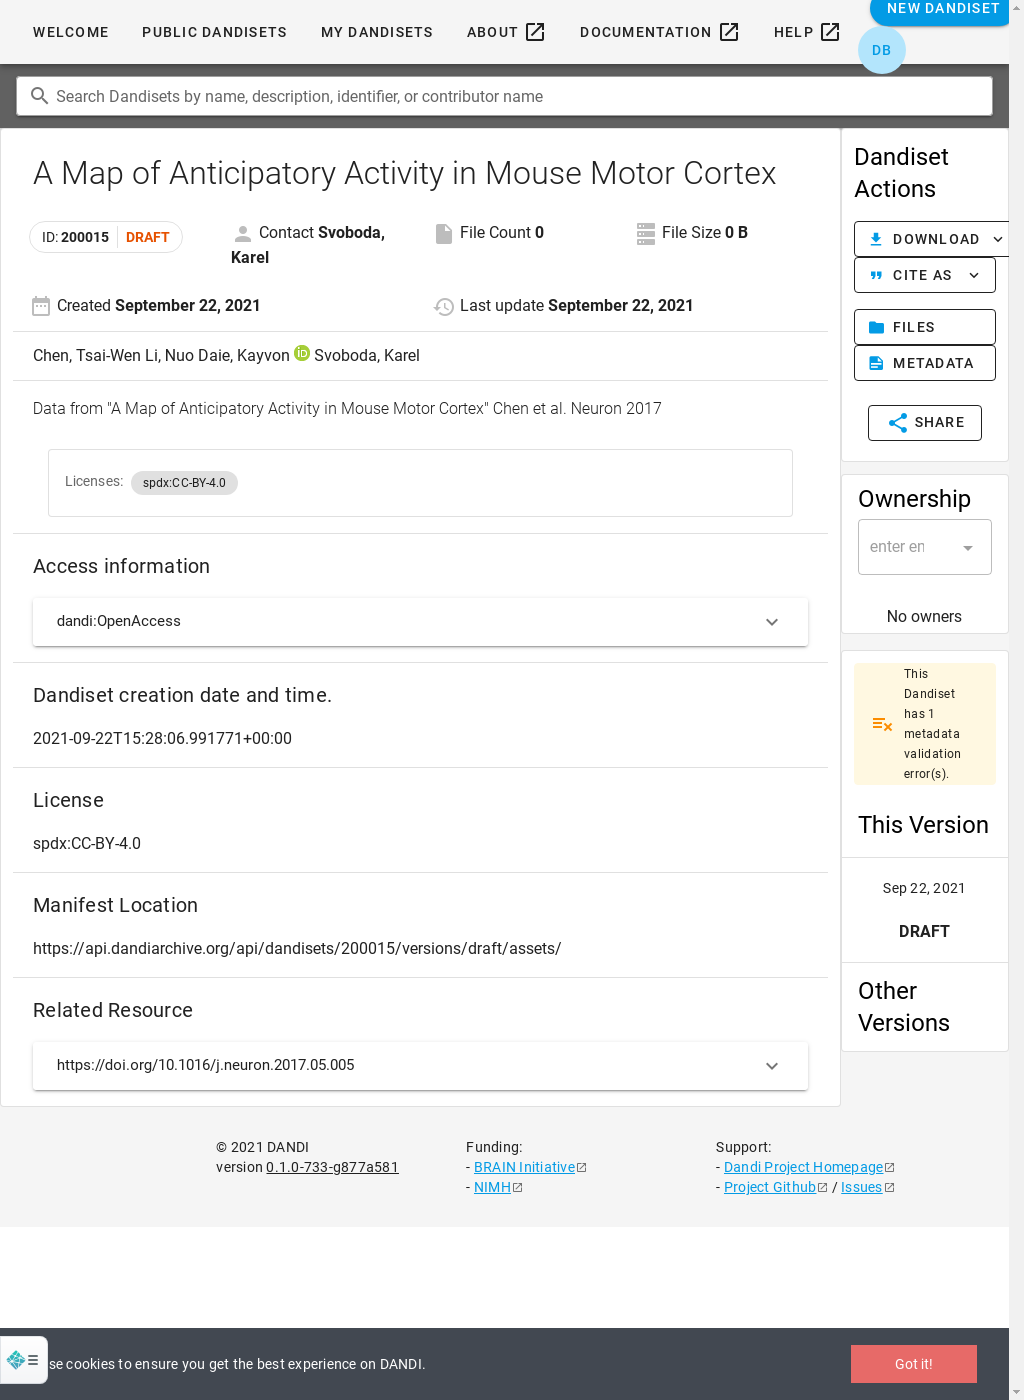 NEW DANDISET
WELCOME PUBLIC DANDISETS MY DANDISETS ABOUT DOCUMENTATION HELP
DB
Search Dandisets by name, description, identifier, or contributor name
A Map of Anticipatory Activity in Mouse Motor Cortex
ID: 200015 DRAFT
Contact Svoboda, Karel
File Count 0
File Size 0 B
Created September 22, 2021
Last update September 22, 2021
Chen, Tsai-Wen Li, Nuo Daie, Kayvon iD Svoboda, Karel
Data from "A Map of Anticipatory Activity in Mouse Motor Cortex" Chen et al. Neuron 2017
Licenses: spdx:CC-BY-4.0
Access information
dandi:OpenAccess
Dandiset creation date and time.
2021-09-22T15:28:06.991771+00:00
License
spdx:CC-BY-4.0
Manifest Location
https://api.dandiarchive.org/api/dandisets/200015/versions/draft/assets/
Related Resource
https://doi.org/10.1016/j.neuron.2017.05.005
Dandiset
Actions
DOWNLOAD
CITE AS
FILES
METADATA
SHARE
Ownership
enter en
No owners
This
Dandiset
has 1
metadata
validation
error(s).
This Version
Sep 22, 2021
DRAFT
Other
Versions
© 2021 DANDI
version 0.1.0-733-g877a581
Funding:
- BRAIN Initiative
- NIMH
Support:
- Dandi Project Homepage
- Project Github / Issues
se cookies to ensure you get the best experience on DANDI.
Got it!